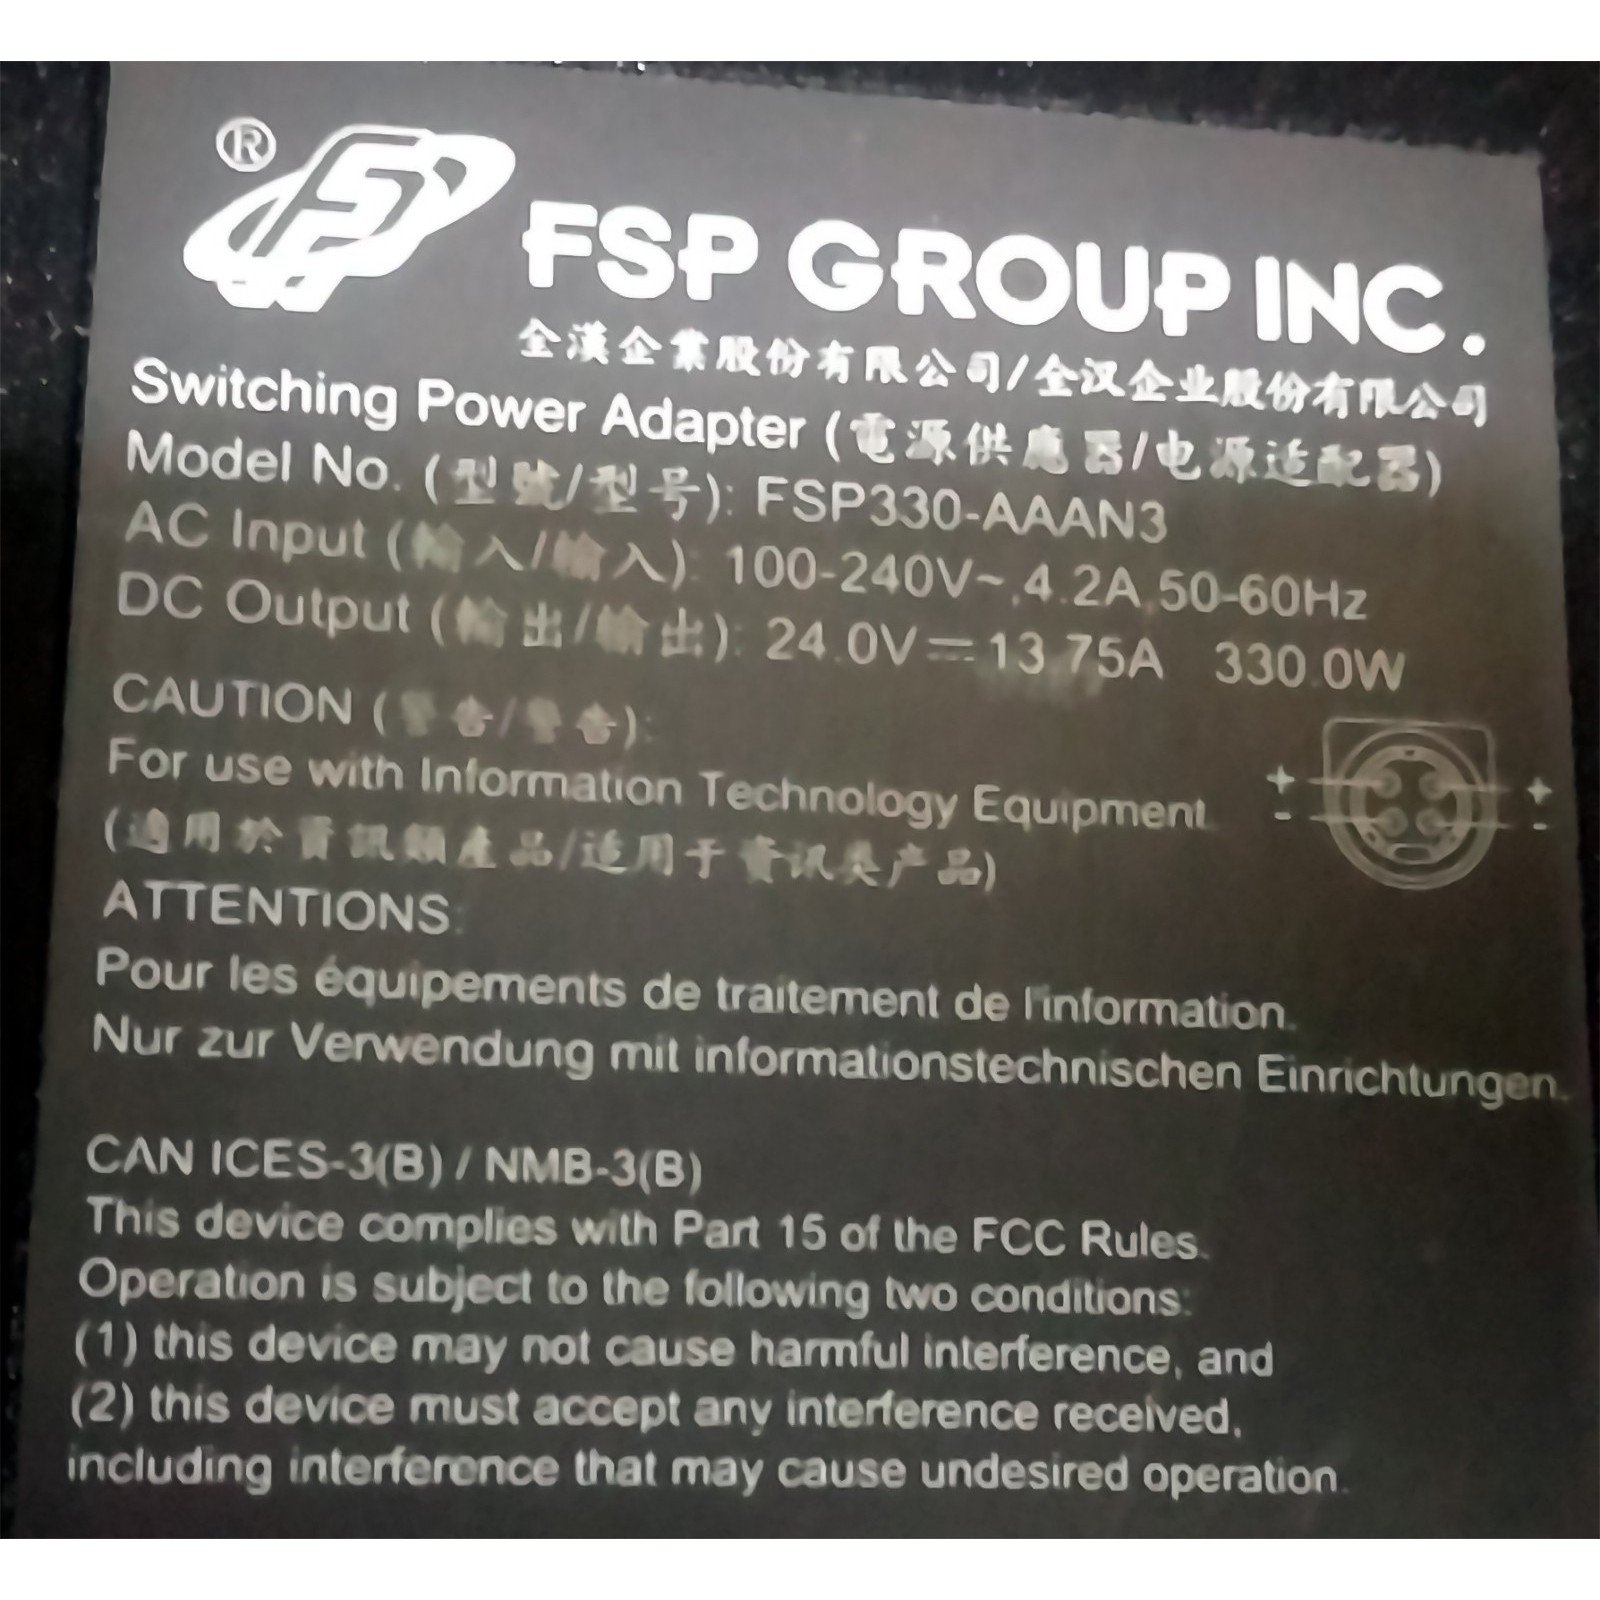 ®
FSP
FSP GROUP INC.
全漢企業股份有限公司/全汉企业股份有限公司
Switching Power Adapter (電源供應器/电源适配器)
Model No. (型號/型号): FSP330-AAAN3
AC Input (輸入/輸入): 100-240V~,4.2A,50-60Hz
DC Output (輸出/輸出): 24.0V⎓13.75A 330.0W
CAUTION (警告/警告):
For use with Information Technology Equipment.
(適用於資訊類產品/适用于資讯类产品)
+ +
- -
ATTENTIONS:
Pour les équipements de traitement de l'information.
Nur zur Verwendung mit informationstechnischen Einrichtungen.
CAN ICES-3(B) / NMB-3(B)
This device complies with Part 15 of the FCC Rules.
Operation is subject to the following two conditions:
(1) this device may not cause harmful interference, and
(2) this device must accept any interference received,
including interference that may cause undesired operation.